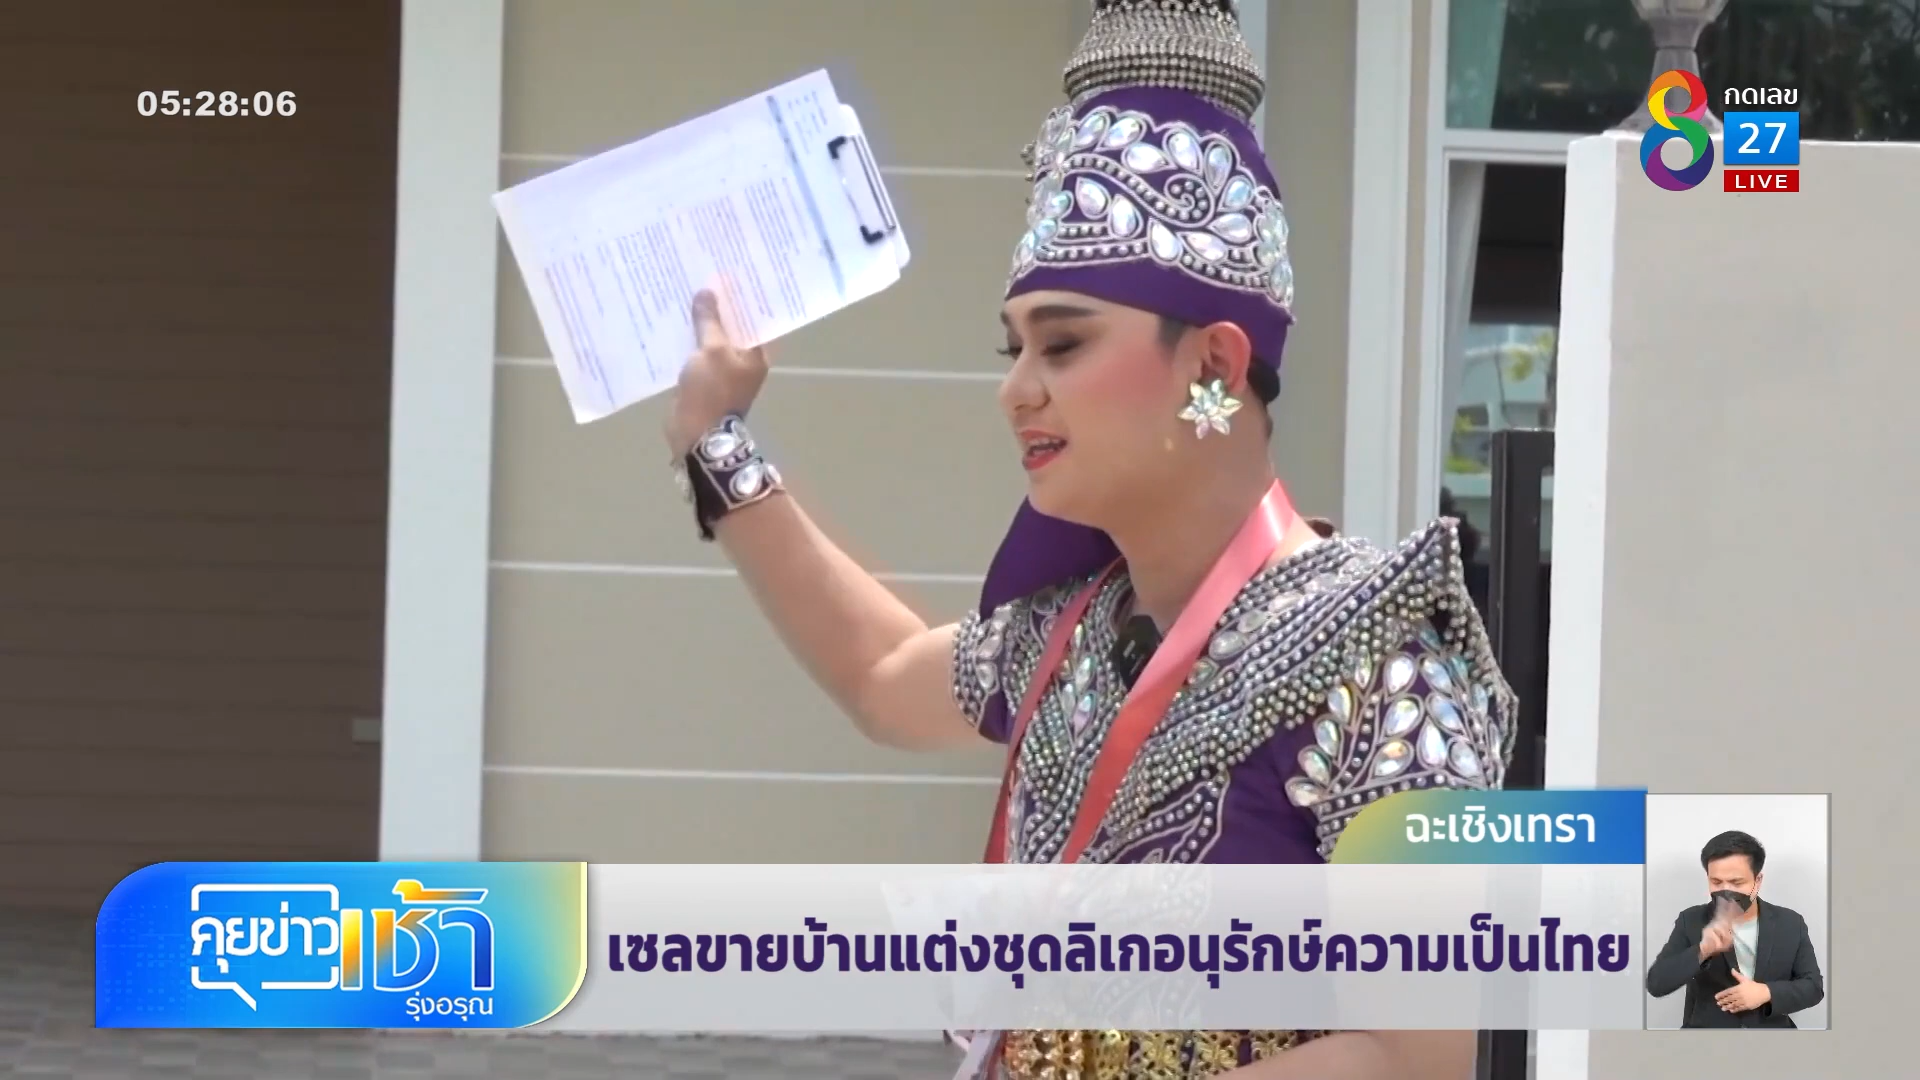 05:28:06
กดเลข
27
LIVE
ฉะเชิงเทรา
คุยข่าว
เช้า
รุ่งอรุณ
เซลขายบ้านแต่งชุดลิเกอนุรักษ์ความเป็นไทย